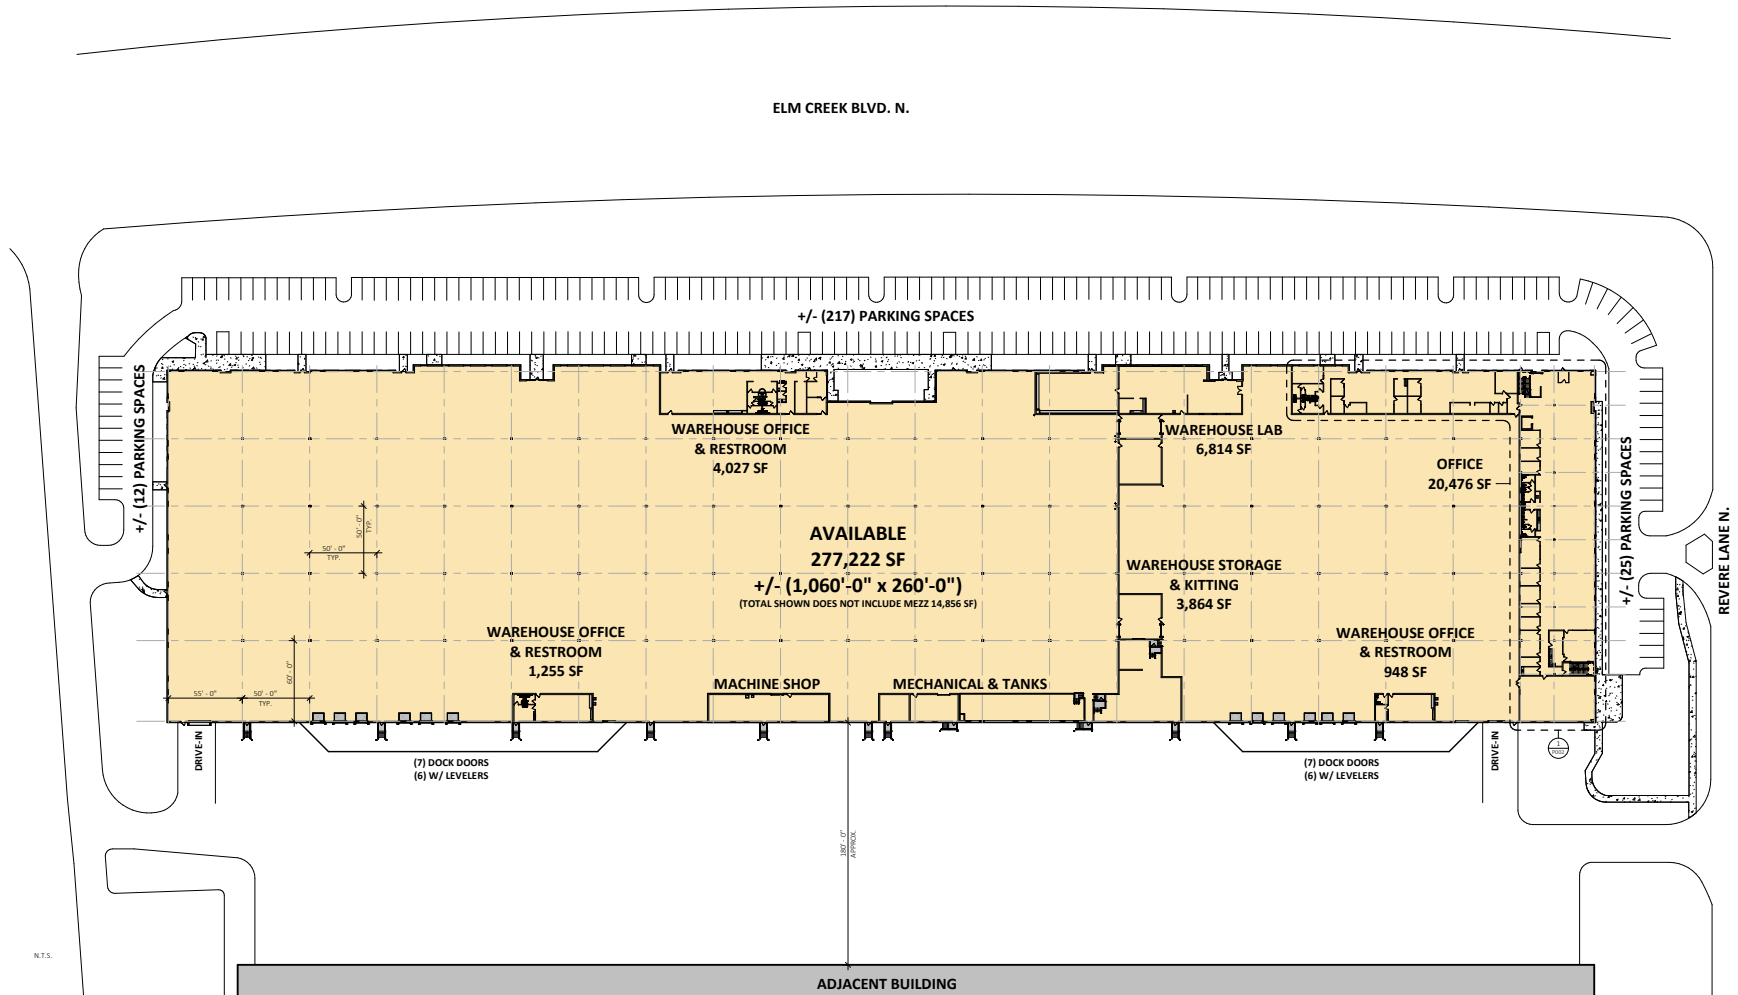 ELM CREEK BLVD. N.
+/- (217) PARKING SPACES
+/- (12) PARKING SPACES
WAREHOUSE OFFICE
& RESTROOM
4,027 SF
WAREHOUSE LAB
6,814 SF
OFFICE
20,476 SF
+/- (25) PARKING SPACES
REVERE LANE N.
50' - 0"
TYP.
50' - 0"
TYP.
AVAILABLE
277,222 SF
+/- (1,060'-0" x 260'-0")
(TOTAL SHOWN DOES NOT INCLUDE MEZZ 14,856 SF)
WAREHOUSE STORAGE
& KITTING
3,864 SF
WAREHOUSE OFFICE
& RESTROOM
1,255 SF
WAREHOUSE OFFICE
& RESTROOM
948 SF
60' - 0"
55' - 0"
50' - 0"
TYP.
MACHINE SHOP
MECHANICAL & TANKS
DRIVE-IN
(7) DOCK DOORS
(6) W/ LEVELERS
(7) DOCK DOORS
(6) W/ LEVELERS
DRIVE-IN
1
P002
180' - 0"
APPROX.
N.T.S.
ADJACENT BUILDING